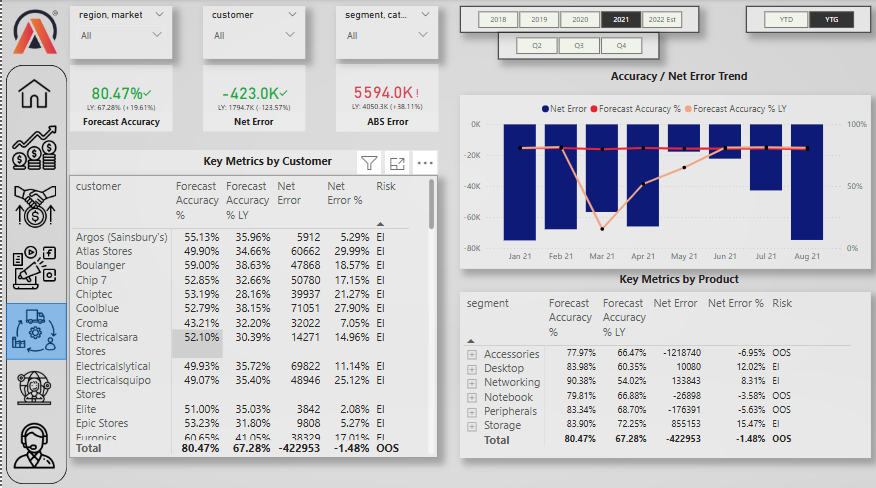 region, market
All
customer
All
segment, cat...
All
2018 2019 2020 2021 2022 Est
Q2 Q3 Q4
YTD YTG
80.47%
LY: 67.28% (+19.61%)
Forecast Accuracy
-423.0K
LY: 1794.7K (-123.57%)
Net Error
5594.0K !
LY: 4050.3K (+38.11%)
ABS Error
Key Metrics by Customer
customer Forecast Accuracy % Forecast Accuracy % LY Net Error Net Error % Risk
Argos (Sainsbury's) 55.13% 35.96% 5912 5.29% EI
Atlas Stores 49.90% 34.66% 60662 29.99% EI
Boulanger 59.00% 38.63% 47868 18.57% EI
Chip 7 52.85% 32.66% 50780 17.15% EI
Chiptec 53.19% 28.16% 39937 21.27% EI
Coolblue 52.79% 38.15% 71051 27.90% EI
Croma 43.21% 32.20% 32022 7.05% EI
Electricalsara Stores 52.10% 30.39% 14271 14.96% EI
Electricalslytical 49.93% 35.72% 69822 11.14% EI
Electricalsquipo Stores 49.07% 35.40% 48946 25.12% EI
Elite 51.00% 35.03% 3842 2.08% EI
Epic Stores 53.23% 31.80% 9808 5.27% EI
Euronics 60.65% 41.05% 38329 17.01% EI
Total 80.47% 67.28% -422953 -1.48% OOS
Accuracy / Net Error Trend
Net Error Forecast Accuracy % Forecast Accuracy % LY
0K
-20K
-40K
-60K
-80K
100%
50%
0%
Jan 21 Feb 21 Mar 21 Apr 21 May 21 Jun 21 Jul 21 Aug 21
Key Metrics by Product
segment Forecast Accuracy % Forecast Accuracy % LY Net Error Net Error % Risk
Accessories 77.97% 66.47% -1218740 -6.95% OOS
Desktop 83.98% 60.35% 10080 12.02% EI
Networking 90.38% 54.02% 133843 8.31% EI
Notebook 79.81% 66.88% -26898 -3.58% OOS
Peripherals 83.34% 68.70% -176391 -5.63% OOS
Storage 83.90% 72.25% 855153 15.47% EI
Total 80.47% 67.28% -422953 -1.48% OOS